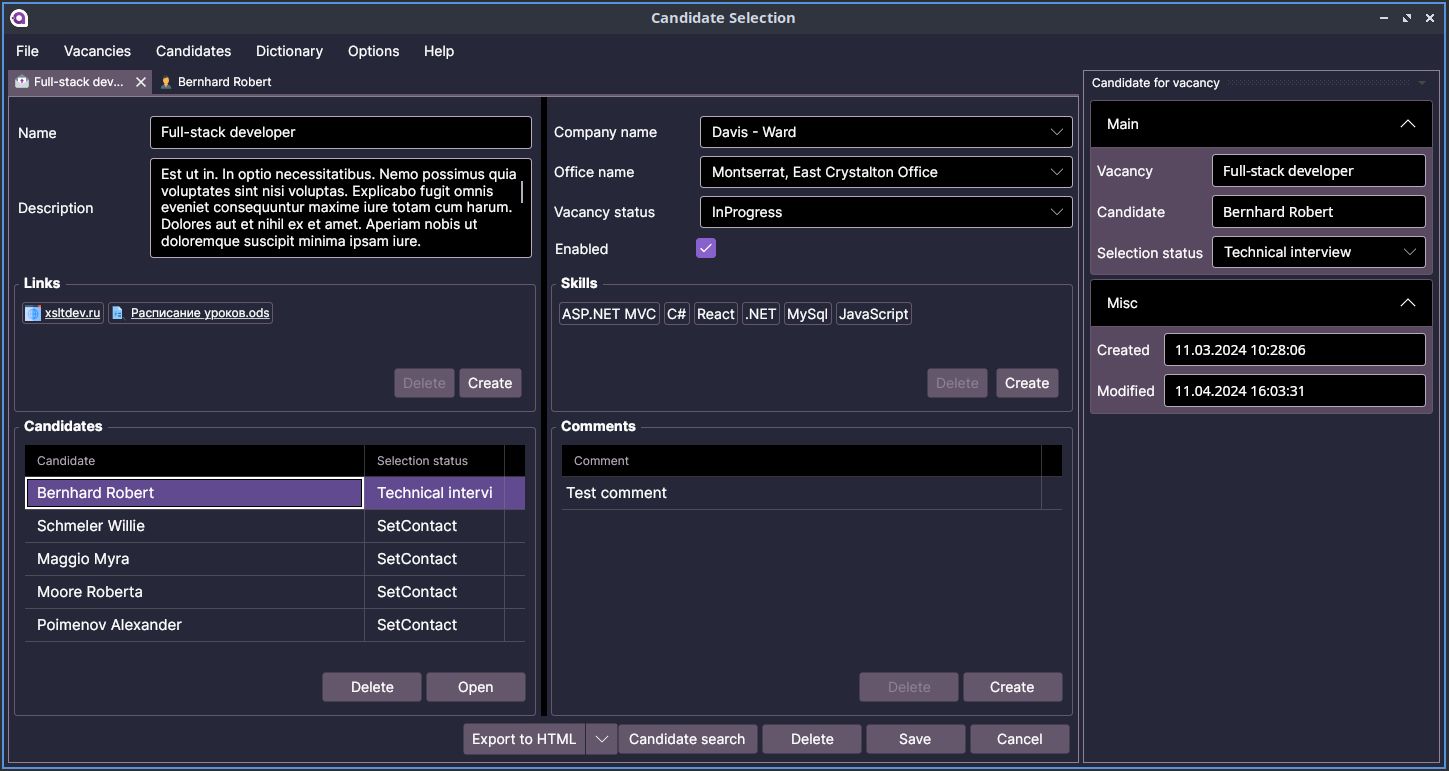 Candidate Selection
File Vacancies Candidates Dictionary Options Help
Full-stack dev...
Bernhard Robert
Name
Full-stack developer
Description
Est ut in. In optio necessitatibus. Nemo possimus quia
voluptates sint nisi voluptas. Explicabo fugit omnis
eveniet consequuntur maxime iure totam cum harum.
Dolores aut et nihil ex et amet. Aperiam nobis ut
doloremque suscipit minima ipsam iure.
Company name
Davis - Ward
Office name
Montserrat, East Crystalton Office
Vacancy status
InProgress
Enabled
Links
xsltdev.ru
Расписание уроков.ods
Delete Create
Skills
ASP.NET MVC C# React .NET MySql JavaScript
Delete Create
Candidates
Candidate Selection status
Bernhard Robert Technical intervi
Schmeler Willie SetContact
Maggio Myra SetContact
Moore Roberta SetContact
Poimenov Alexander SetContact
Delete Open
Comments
Comment
Test comment
Delete Create
Export to HTML Candidate search Delete Save Cancel
Candidate for vacancy
Main
Vacancy Full-stack developer
Candidate Bernhard Robert
Selection status Technical interview
Misc
Created 11.03.2024 10:28:06
Modified 11.04.2024 16:03:31